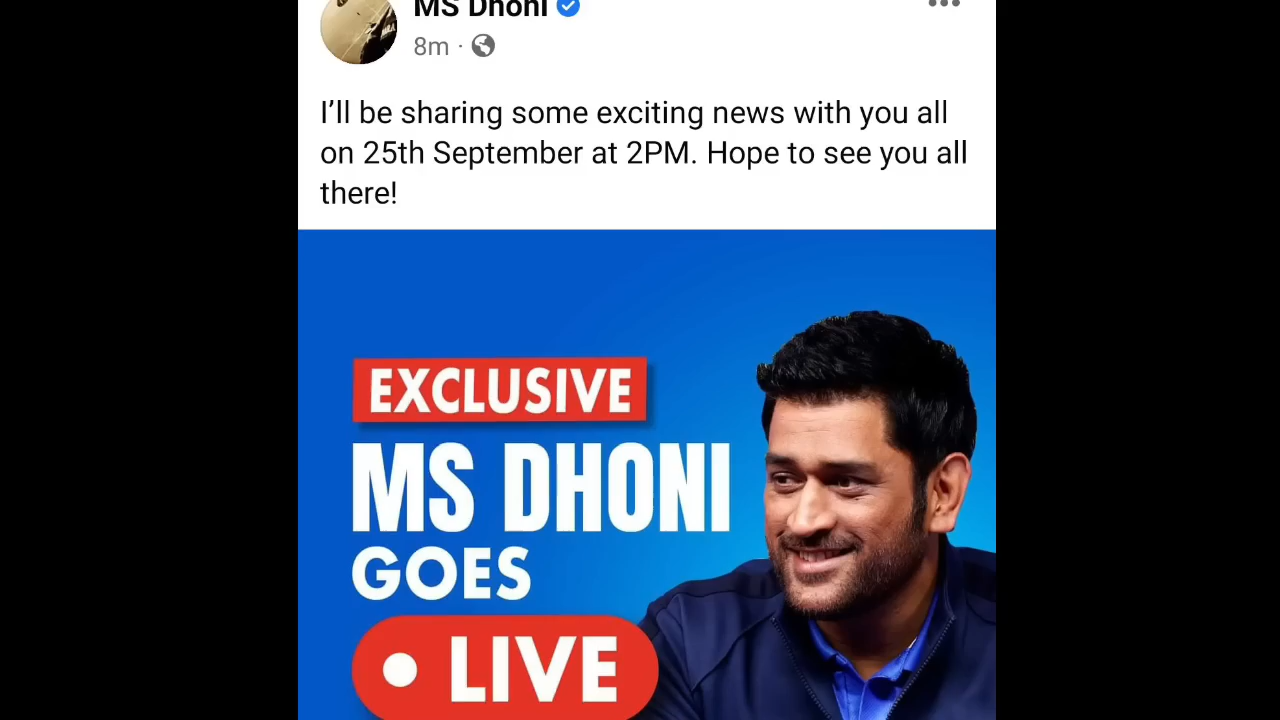 MS Dhoni
8m ·
I’ll be sharing some exciting news with you all
on 25th September at 2PM. Hope to see you all
there!
EXCLUSIVE
MS DHONI
GOES
LIVE